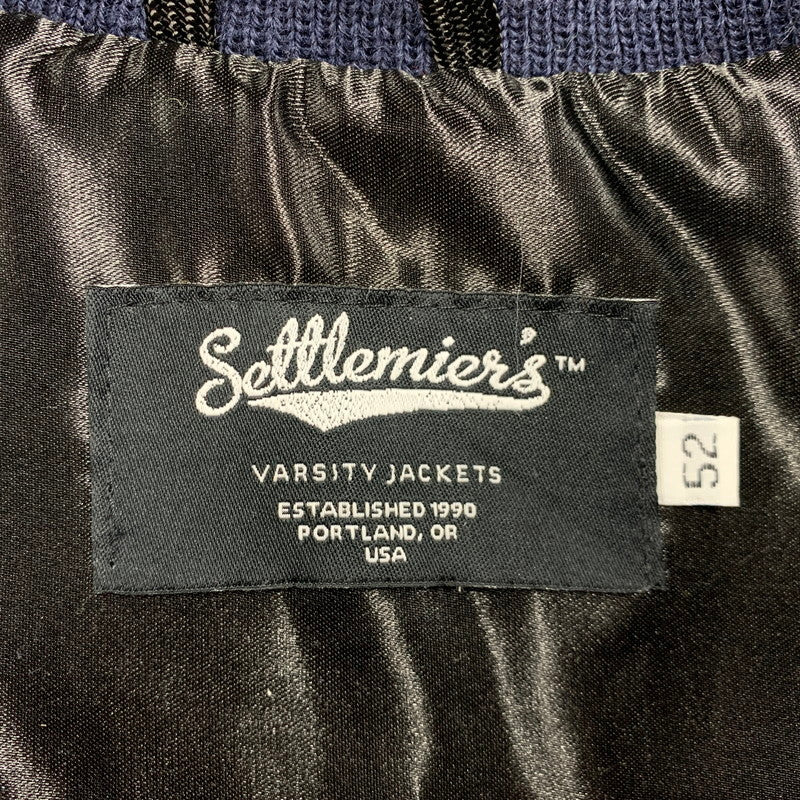 Settlemier's™
VARSITY JACKETS
ESTABLISHED 1990
PORTLAND, OR
USA
52